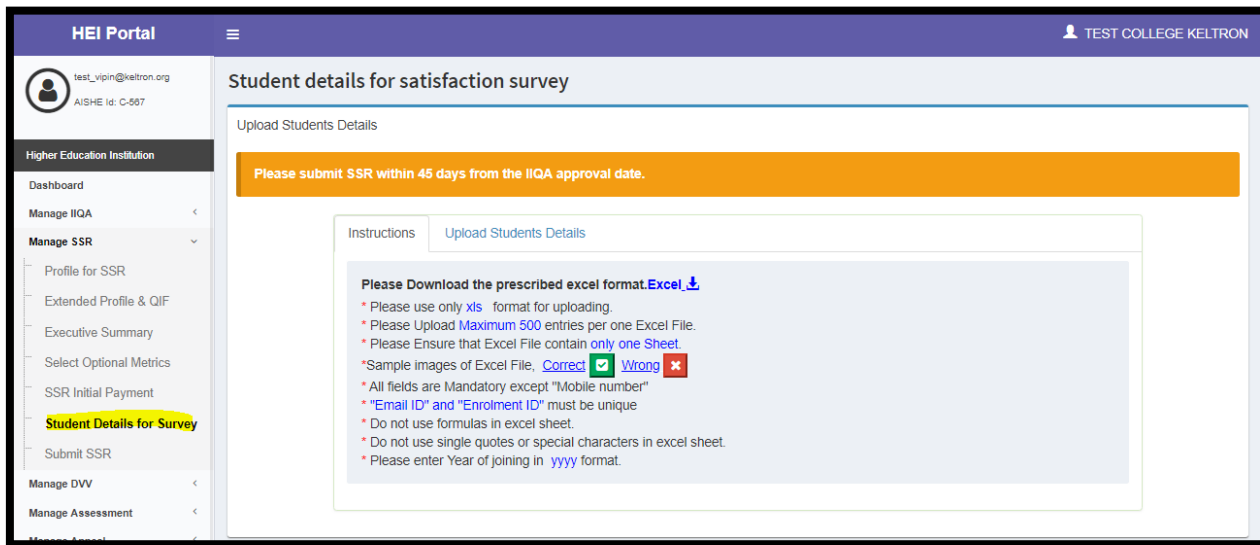 HEI Portal
TEST COLLEGE KELTRON
test_vipin@keltron.org
AISHE Id: C-567
Higher Education Institution
Dashboard
Manage IIQA
Manage SSR
Profile for SSR
Extended Profile & QIF
Executive Summary
Select Optional Metrics
SSR Initial Payment
Student Details for Survey
Submit SSR
Manage DVV
Manage Assessment
Manage Appeal
Student details for satisfaction survey
Upload Students Details
Please submit SSR within 45 days from the IIQA approval date.
Instructions
Upload Students Details
Please Download the prescribed excel format.Excel
* Please use only xls format for uploading.
* Please Upload Maximum 500 entries per one Excel File.
* Please Ensure that Excel File contain only one Sheet.
*Sample images of Excel File, Correct Wrong
* All fields are Mandatory except "Mobile number"
* "Email ID" and "Enrolment ID" must be unique
* Do not use formulas in excel sheet.
* Do not use single quotes or special characters in excel sheet.
* Please enter Year of joining in yyyy format.